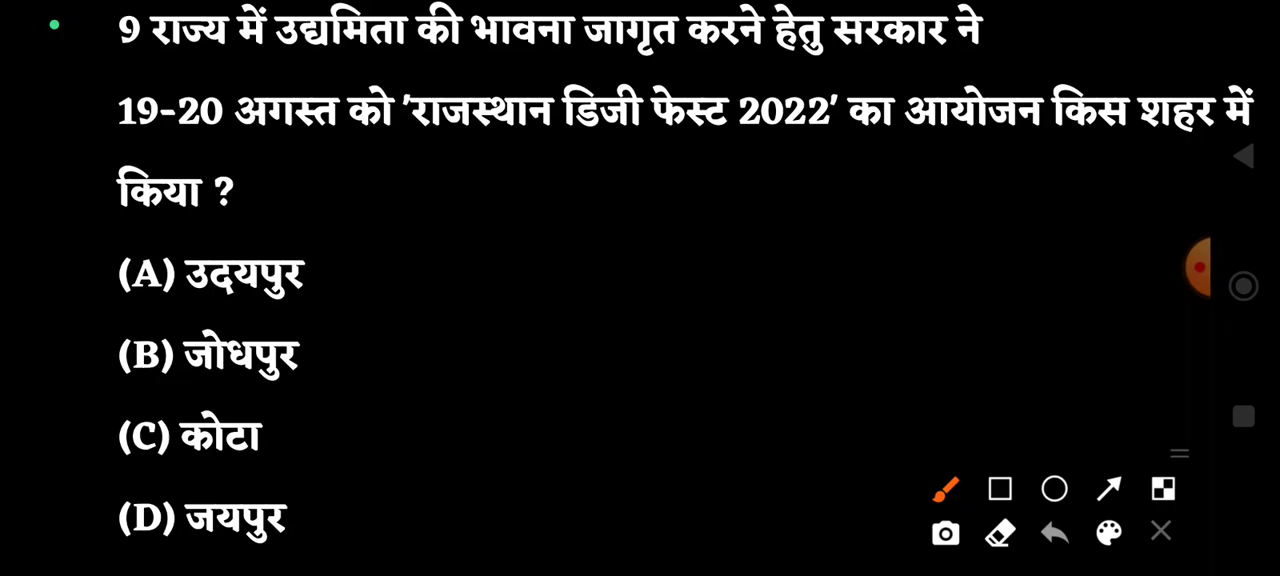 9 राज्य में उद्यमिता की भावना जागृत करने हेतु सरकार ने
19-20 अगस्त को 'राजस्थान डिजी फेस्ट 2022' का आयोजन किस शहर में
किया ?
(A) उदयपुर
(B) जोधपुर
(C) कोटा
(D) जयपुर